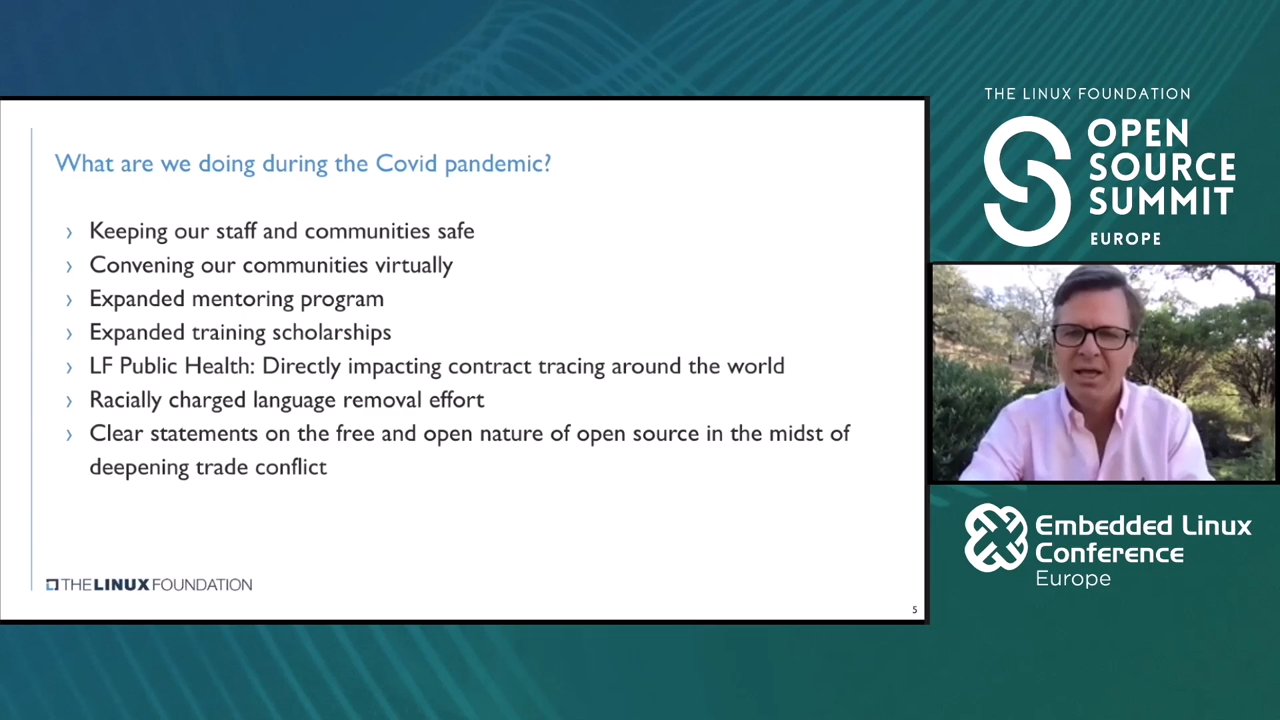 What are we doing during the Covid pandemic?
› Keeping our staff and communities safe
› Convening our communities virtually
› Expanded mentoring program
› Expanded training scholarships
› LF Public Health: Directly impacting contract tracing around the world
› Racially charged language removal effort
› Clear statements on the free and open nature of open source in the midst of
deepening trade conflict
THE LINUX FOUNDATION
5
THE LINUX FOUNDATION
OPEN
SOURCE
SUMMIT
EUROPE
Embedded Linux
Conference
Europe